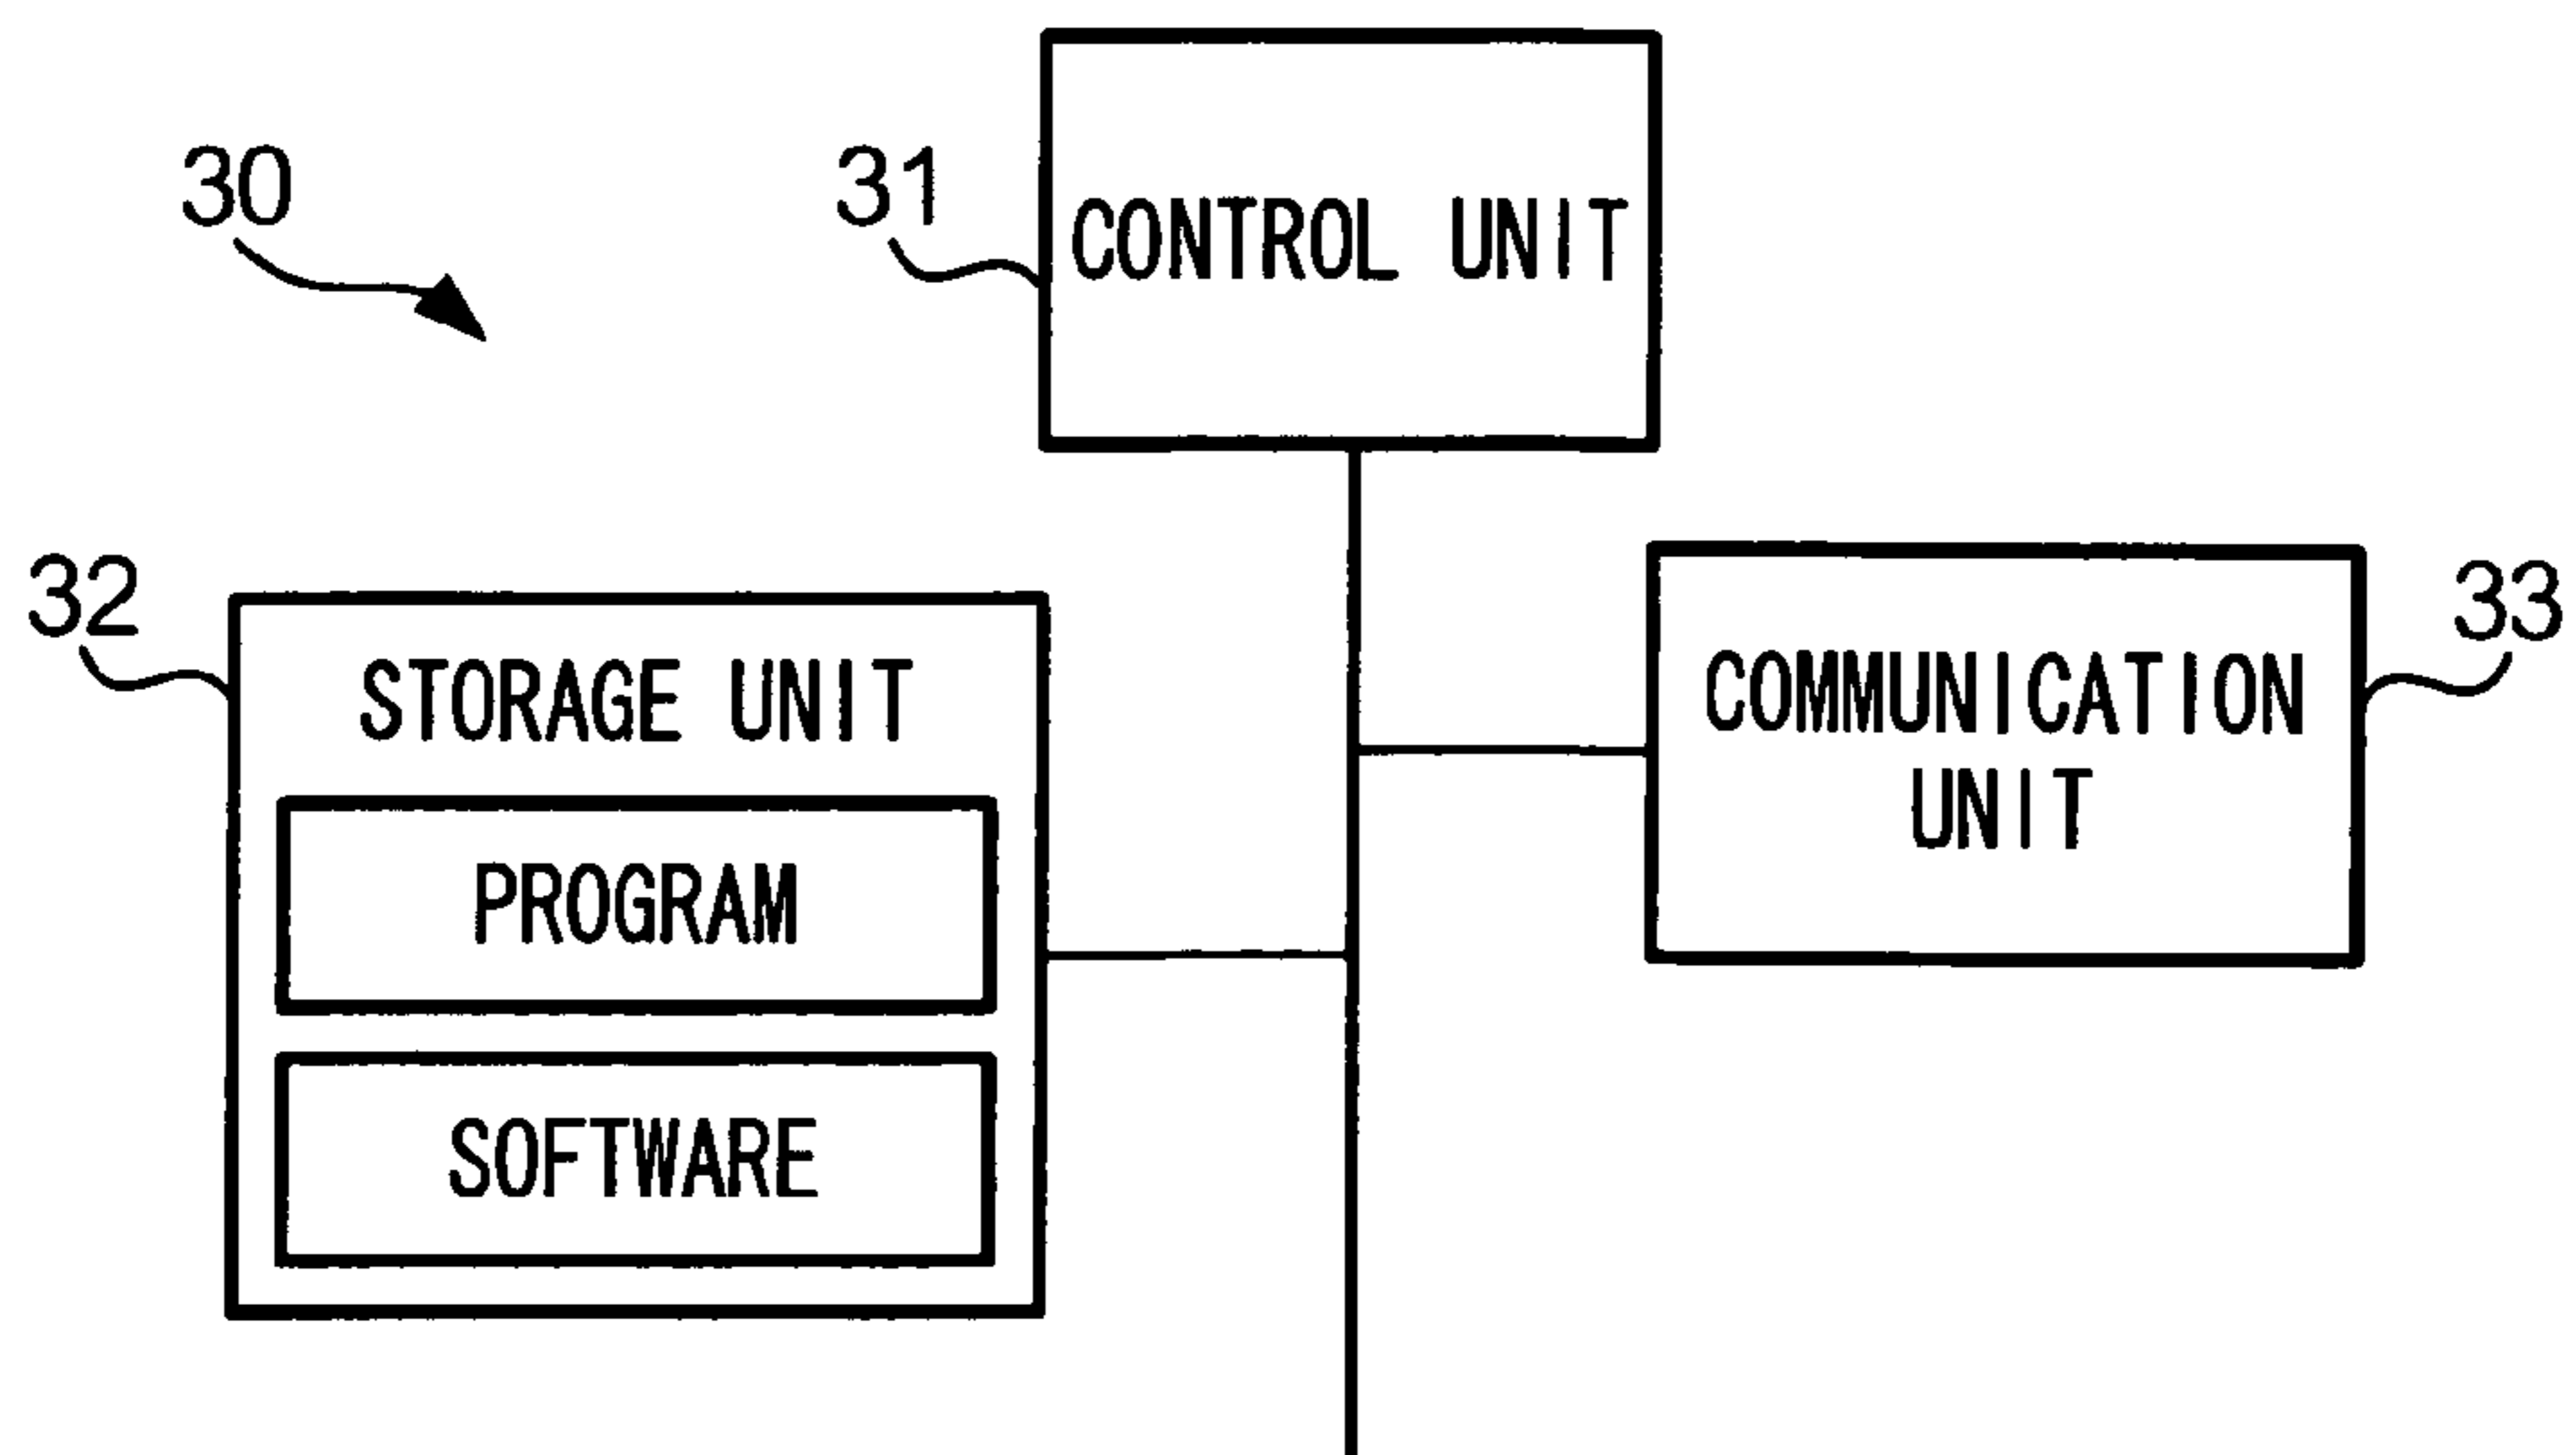 30
31
CONTROL UNIT
32
STORAGE UNIT
PROGRAM
SOFTWARE
33
COMMUNICATION
UNIT